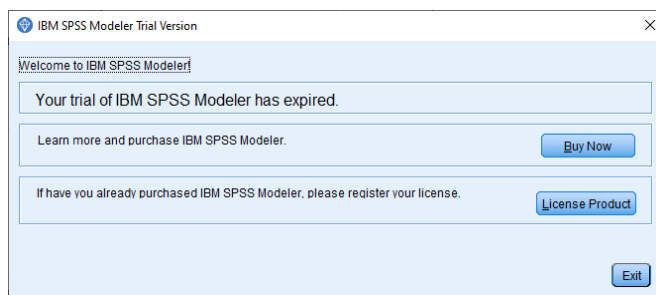 IBM SPSS Modeler Trial Version
Welcome to IBM SPSS Modeler!
Your trial of IBM SPSS Modeler has expired.
Learn more and purchase IBM SPSS Modeler.
Buy Now
If have you already purchased IBM SPSS Modeler, please register your license.
License Product
Exit